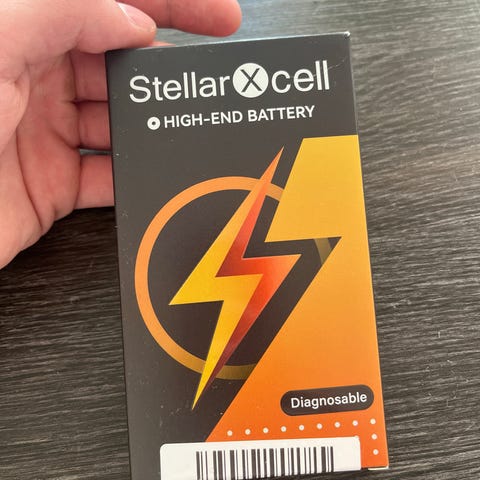 StellarXcell
HIGH-END BATTERY
Diagnosable